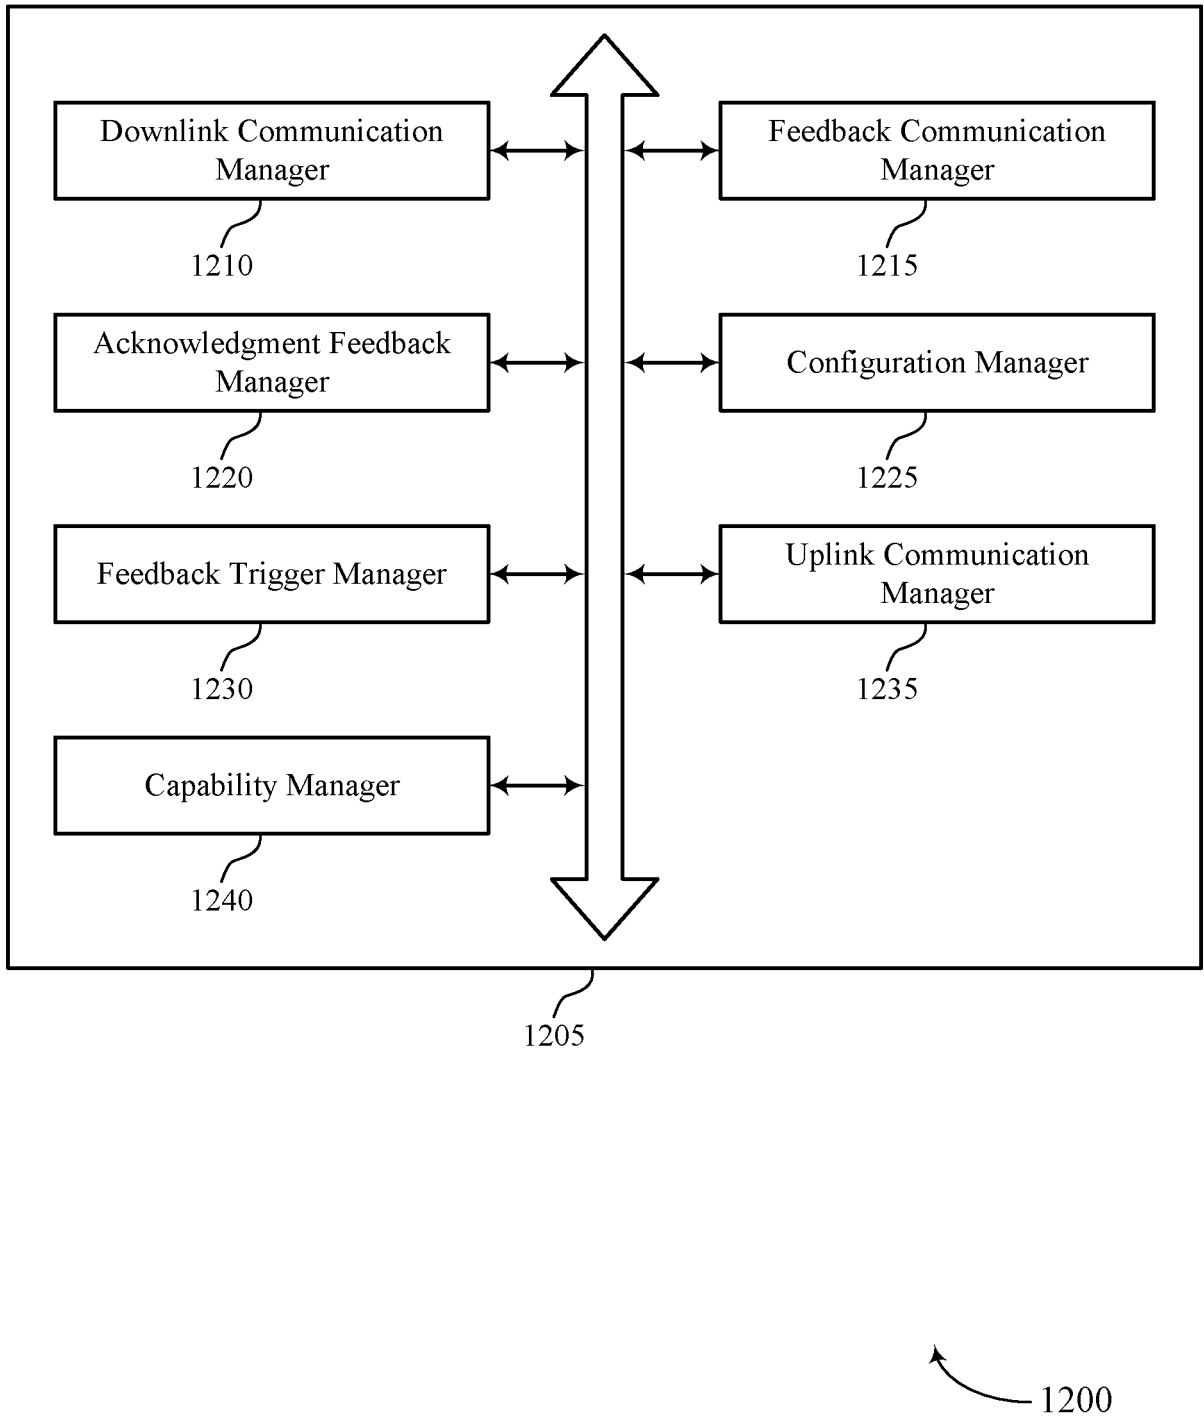 Downlink Communication
Manager
1210
Feedback Communication
Manager
1215
Acknowledgment Feedback
Manager
1220
Configuration Manager
1225
Feedback Trigger Manager
1230
Uplink Communication
Manager
1235
Capability Manager
1240
1205
1200